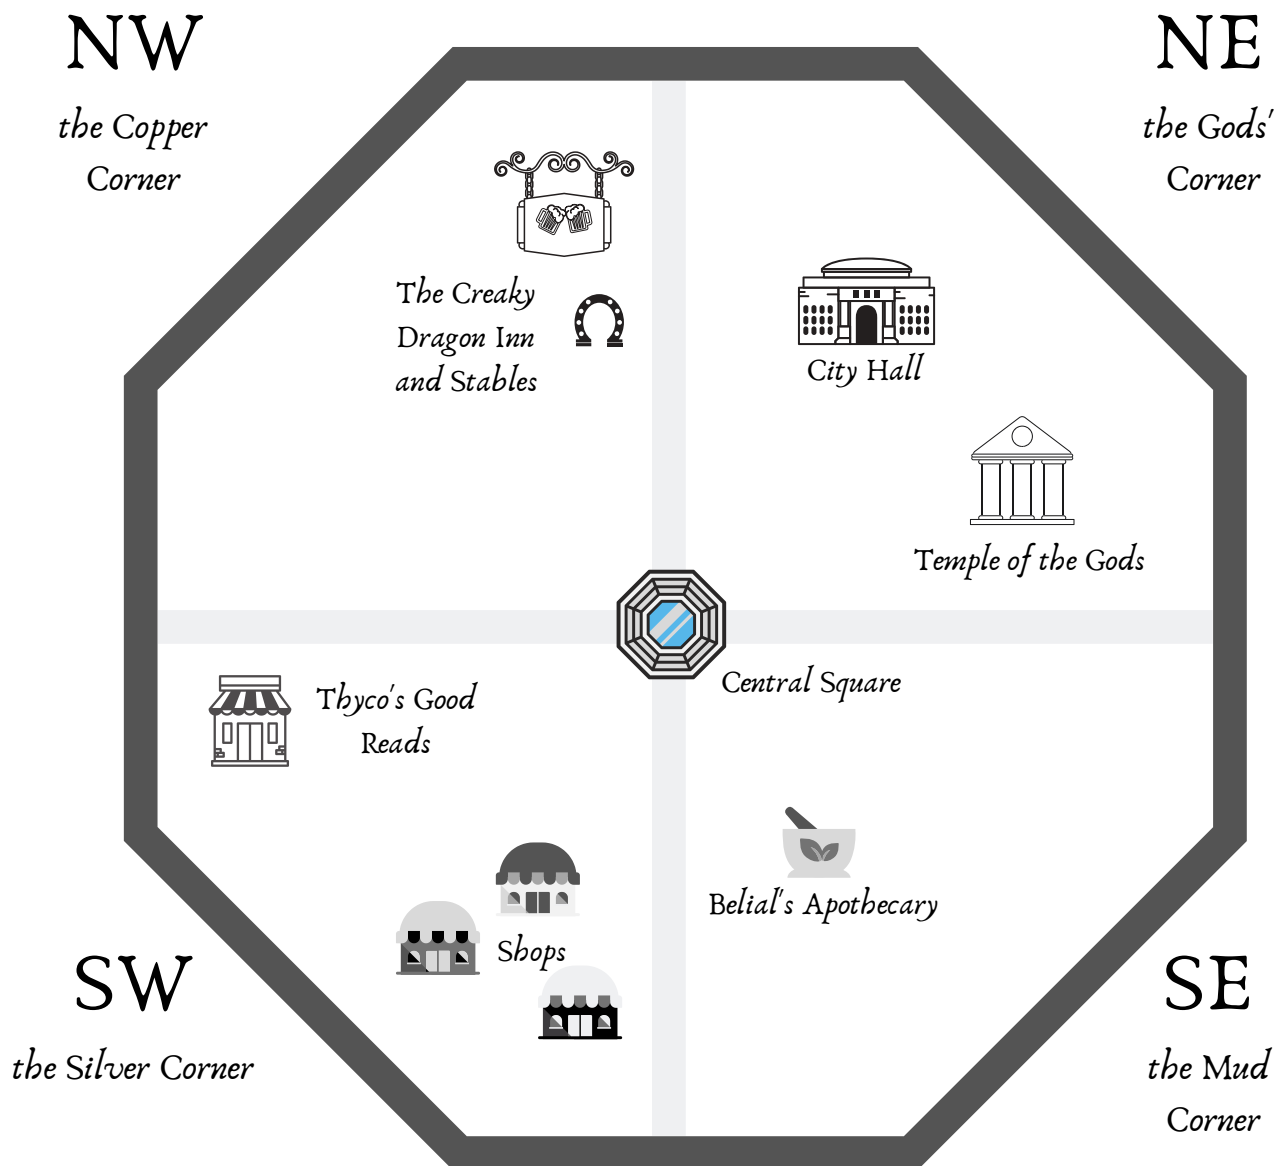 NW
the Copper
Corner
NE
the Gods'
Corner
The Creaky
Dragon Inn
and Stables
City Hall
Temple of the Gods
Central Square
Thyco's Good
Reads
Belial's Apothecary
Shops
SW
the Silver Corner
SE
the Mud
Corner